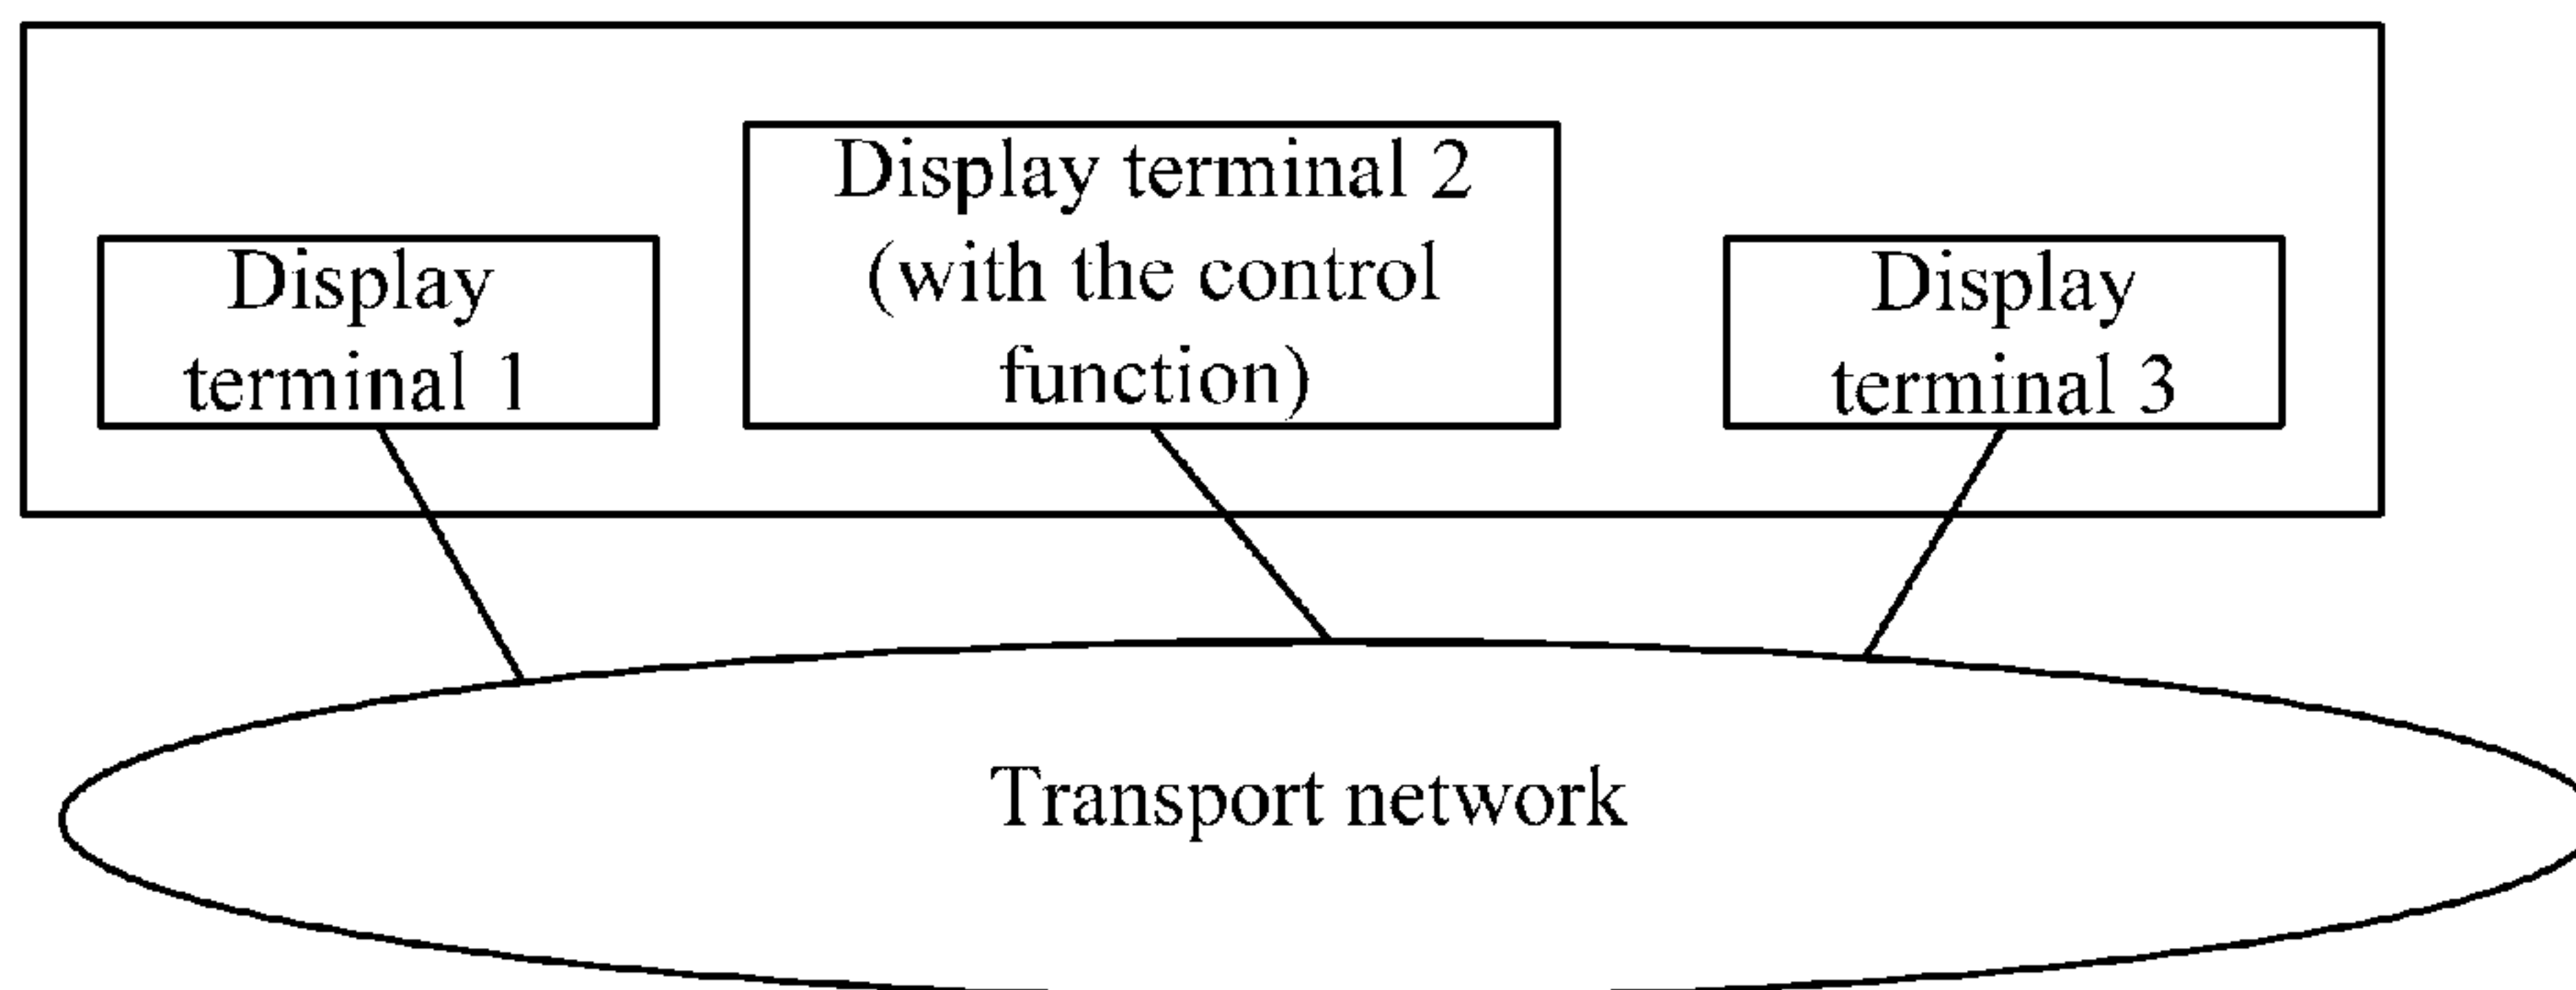 Display
terminal 1
Display terminal 2
(with the control
function)
Display
terminal 3
Transport network